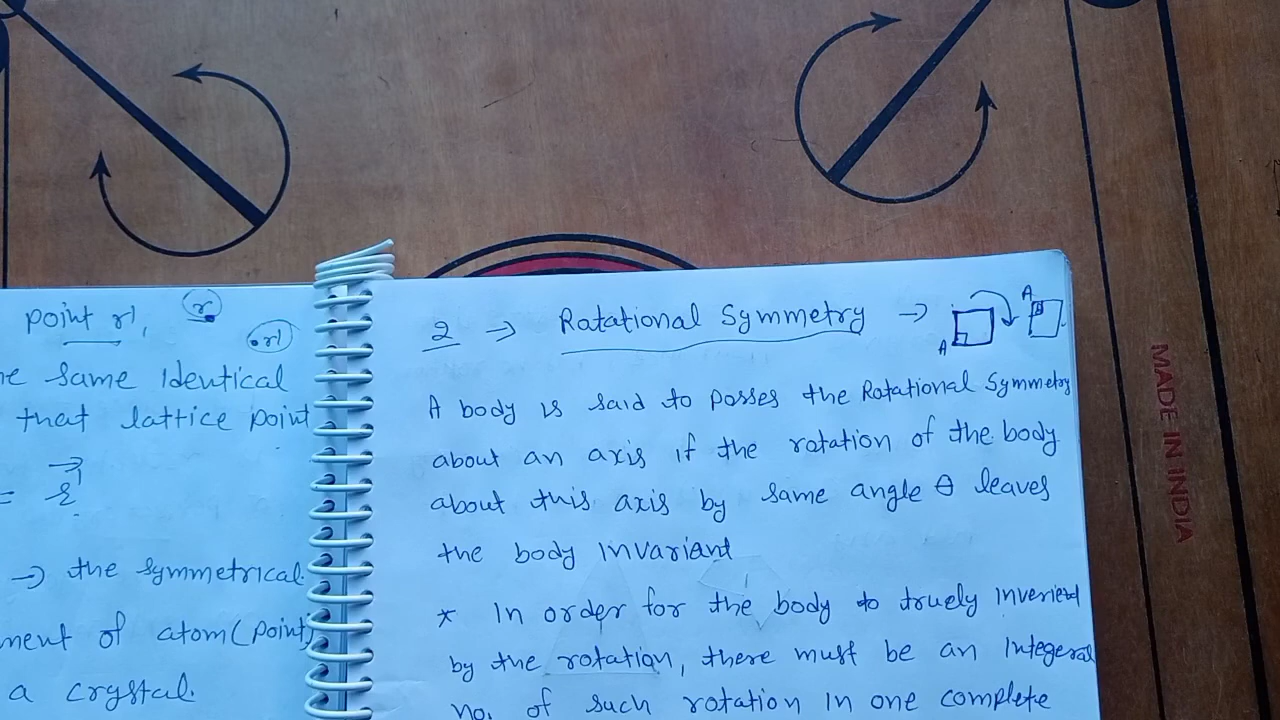 point r',
r
r'
he same identical
that lattice point
= r'
→ the symmetrical
ment of atom (point)
a crystal.
2 → Rotational Symmetry →
A
A
A body is said to posses the Rotational Symmetry
about an axis if the rotation of the body
about this axis by same angle θ leaves
the body invariant
* In order for the body to truely inverierd
by the rotation, there must be an integeral
no. of such rotation in one complete
MADE IN INDIA